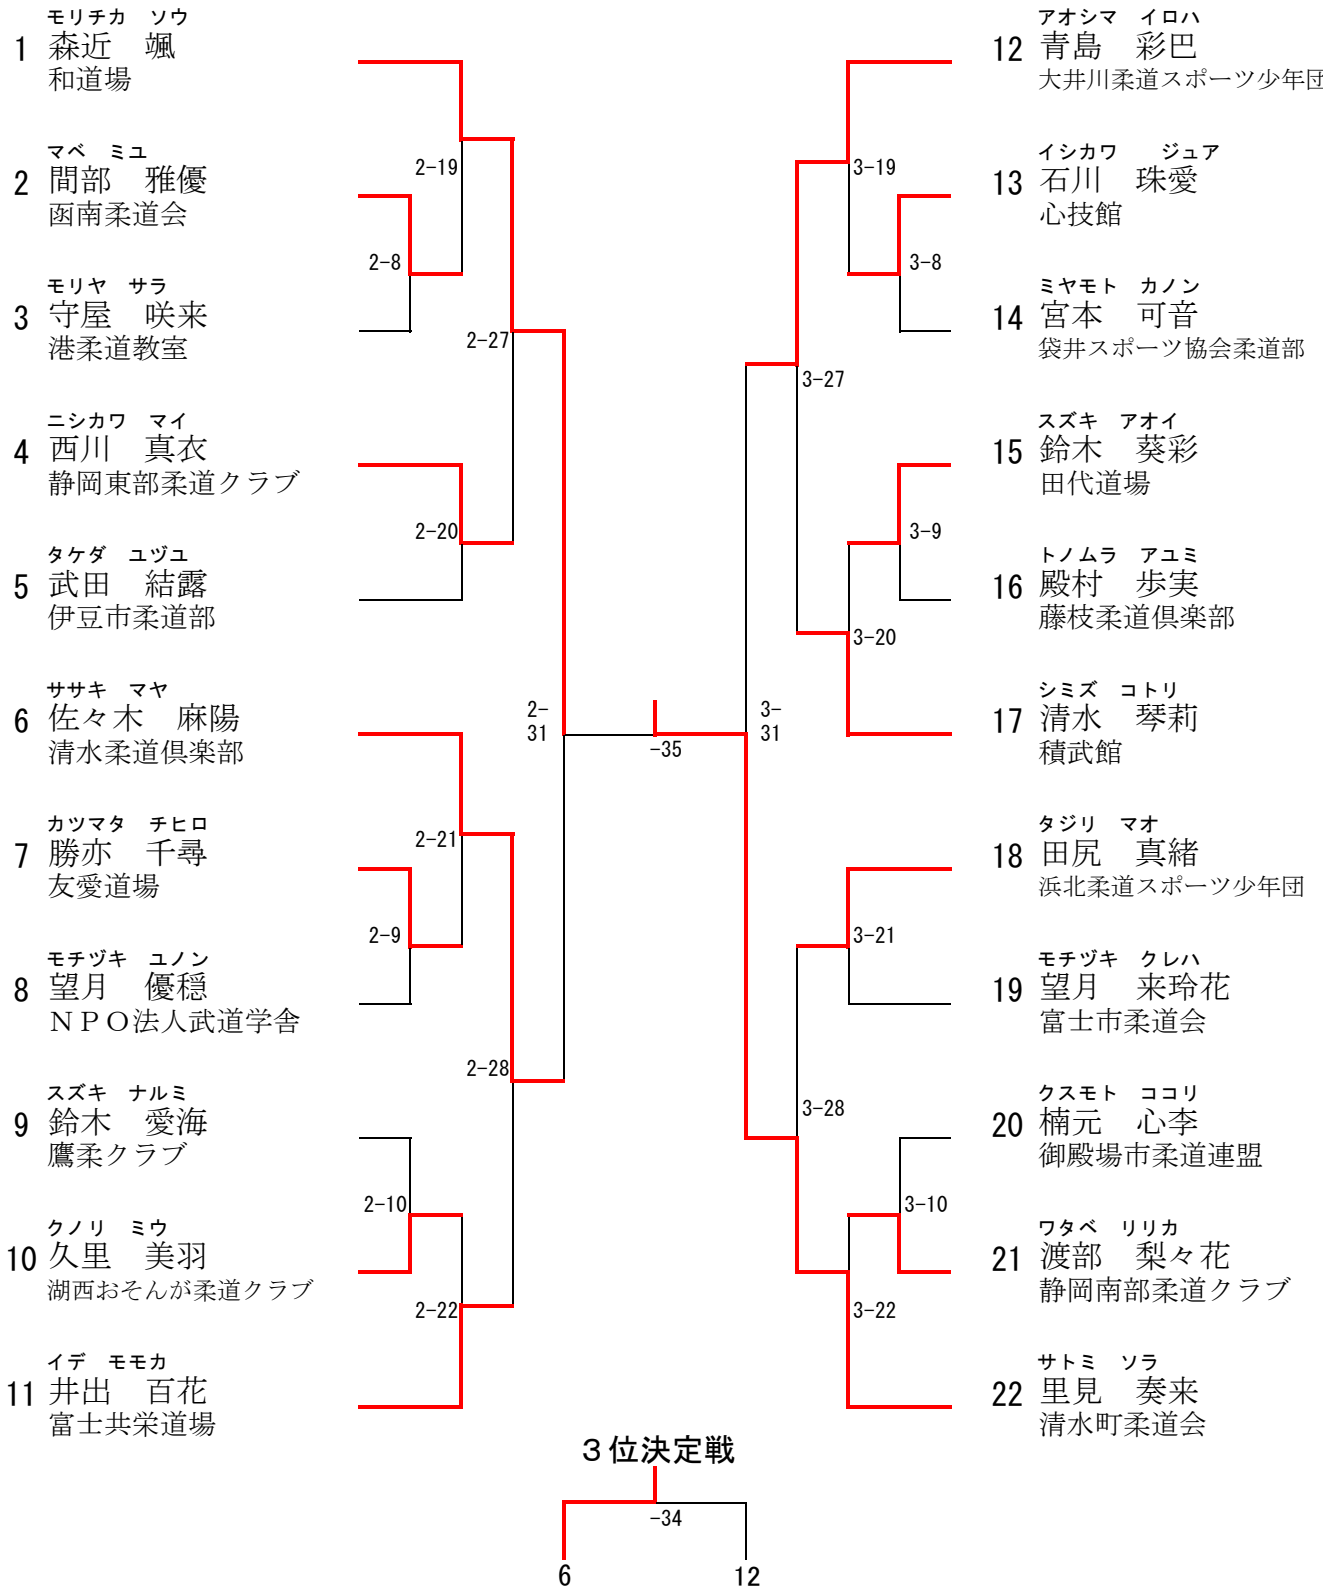 モリチカ　ソウ
1 森近　颯
和道場
マベ　ミユ
2 間部　雅優
函南柔道会
モリヤ　サラ
3 守屋　咲来
港柔道教室
ニシカワ　マイ
4 西川　真衣
静岡東部柔道クラブ
タケダ　ユヅユ
5 武田　結露
伊豆市柔道部
ササキ　マヤ
6 佐々木　麻陽
清水柔道倶楽部
カツマタ　チヒロ
7 勝亦　千尋
友愛道場
モチヅキ　ユノン
8 望月　優穏
ＮＰＯ法人武道学舎
スズキ　ナルミ
9 鈴木　愛海
鷹柔クラブ
クノリ　ミウ
10 久里　美羽
湖西おそんが柔道クラブ
イデ　モモカ
11 井出　百花
富士共栄道場
2-19
2-8
2-27
2-20
2-
31
2-21
2-9
2-28
2-10
2-22
-35
3-19
3-8
3-27
3-9
3-20
3-
31
3-21
3-28
3-10
3-22
アオシマ　イロハ
12 青島　彩巴
大井川柔道スポーツ少年団
イシカワ　ジュア
13 石川　珠愛
心技館
ミヤモト　カノン
14 宮本　可音
袋井スポーツ協会柔道部
スズキ　アオイ
15 鈴木　葵彩
田代道場
トノムラ　アユミ
16 殿村　歩実
藤枝柔道倶楽部
シミズ　コトリ
17 清水　琴莉
積武館
タジリ　マオ
18 田尻　真緒
浜北柔道スポーツ少年団
モチヅキ　クレハ
19 望月　来玲花
富士市柔道会
クスモト　ココリ
20 楠元　心李
御殿場市柔道連盟
ワタベ　リリカ
21 渡部　梨々花
静岡南部柔道クラブ
サトミ　ソラ
22 里見　奏来
清水町柔道会
３位決定戦
-34
6 12